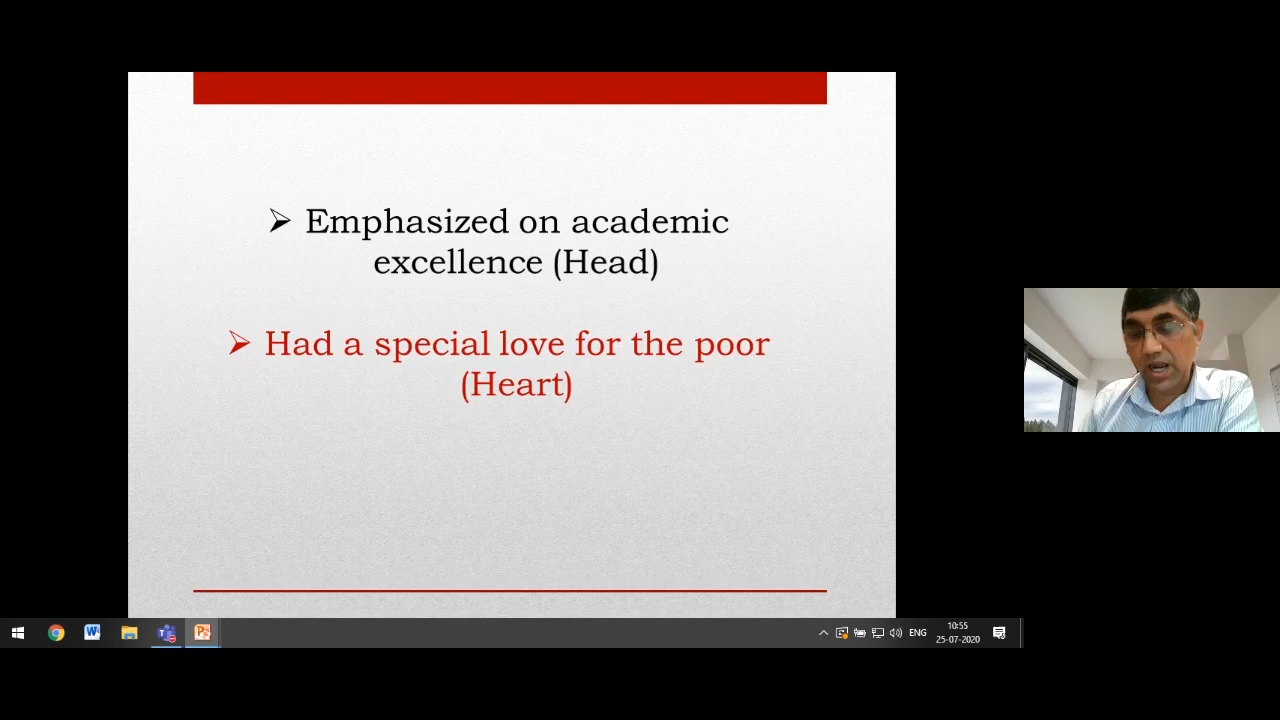 ➢ Emphasized on academic
excellence (Head)
➢ Had a special love for the poor
(Heart)
ENG
10:55
25-07-2020